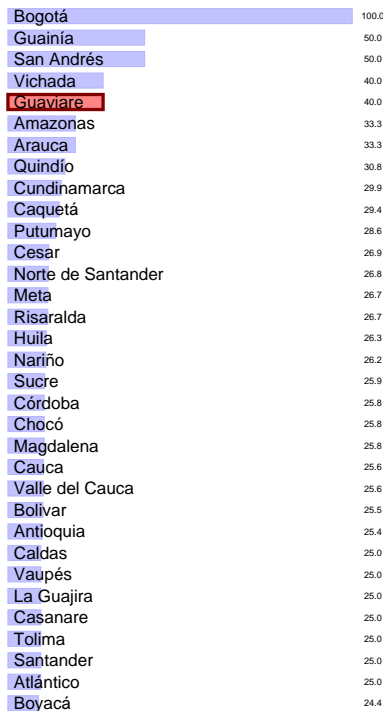 Bogotá 100.0
Guainía 50.0
San Andrés 50.0
Vichada 40.0
Guaviare 40.0
Amazonas 33.3
Arauca 33.3
Quindío 30.8
Cundinamarca 29.9
Caquetá 29.4
Putumayo 28.6
Cesar 26.9
Norte de Santander 26.8
Meta 26.7
Risaralda 26.7
Huila 26.3
Nariño 26.2
Sucre 25.9
Córdoba 25.8
Chocó 25.8
Magdalena 25.8
Cauca 25.6
Valle del Cauca 25.6
Bolivar 25.5
Antioquia 25.4
Caldas 25.0
Vaupés 25.0
La Guajira 25.0
Casanare 25.0
Tolima 25.0
Santander 25.0
Atlántico 25.0
Boyacá 24.4